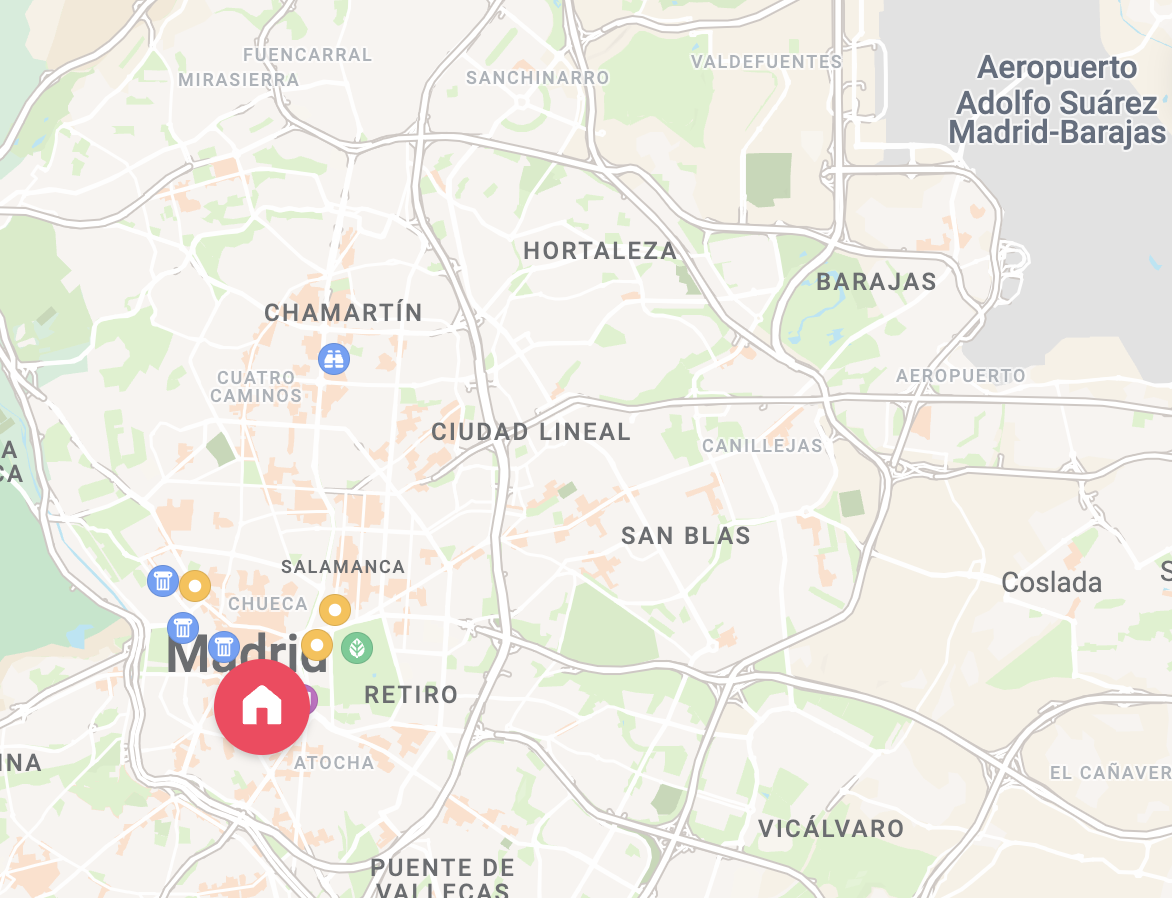 FUENCARRAL
MIRASIERRA
SANCHINARRO
VALDEFUENTES
Aeropuerto
Adolfo Suárez
Madrid-Barajas
HORTALEZA
BARAJAS
CHAMARTÍN
CUATRO
CAMINOS
AEROPUERTO
CIUDAD LINEAL
CANILLEJAS
A
CA
SAN BLAS
SALAMANCA
Coslada
S
CHUECA
Madrid
RETIRO
ATOCHA
INA
EL CAÑAVER
VICÁLVARO
PUENTE DE
VALLECAS